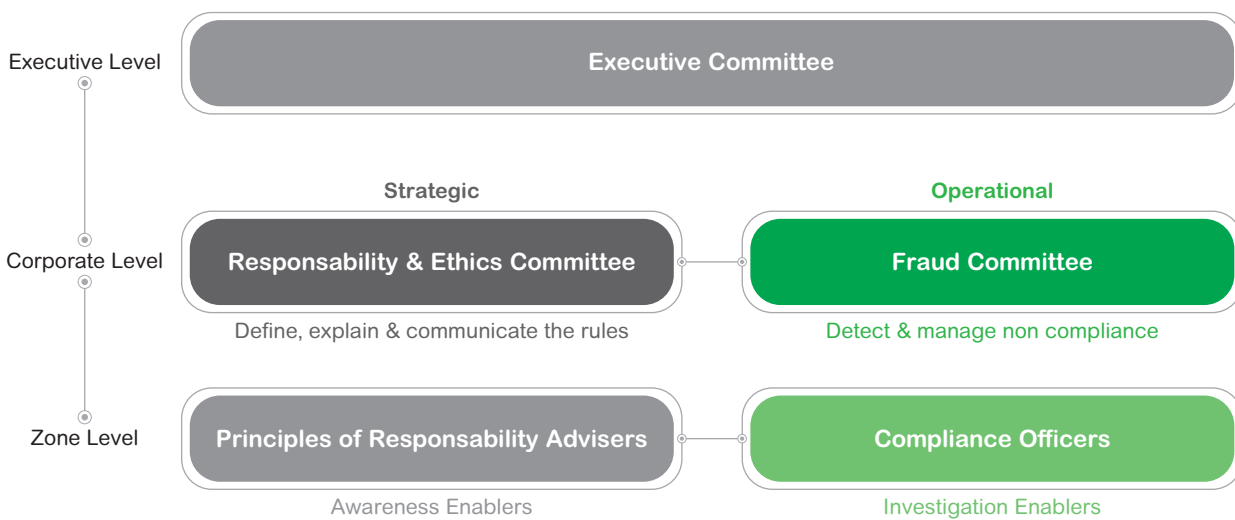 Executive Level
Executive Committee
Strategic
Operational
Corporate Level
Responsability & Ethics Committee
Fraud Committee
Define, explain & communicate the rules
Detect & manage non compliance
Zone Level
Principles of Responsability Advisers
Compliance Officers
Awareness Enablers
Investigation Enablers